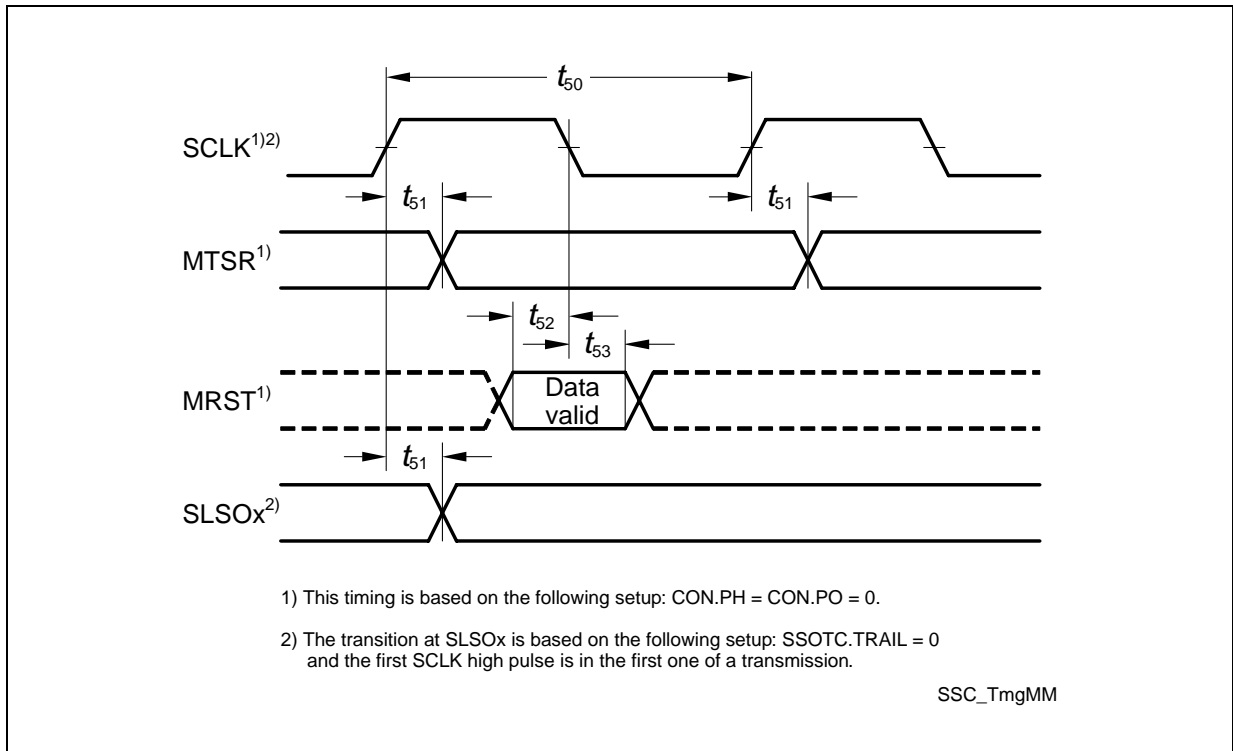 t50
SCLK1)2)
t51
t51
MTSR1)
t52
t53
MRST1)
Data
valid
t51
SLSOx2)
1) This timing is based on the following setup: CON.PH = CON.PO = 0.
2) The transition at SLSOx is based on the following setup: SSOTC.TRAIL = 0
and the first SCLK high pulse is in the first one of a transmission.
SSC_TmgMM